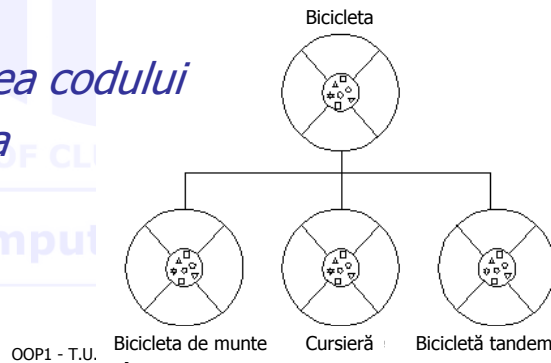 Bicicleta
ea codului
a
OF CL
mput
Bicicleta de munte
Cursieră
Bicicletă tandem
OOP1 - T.U.